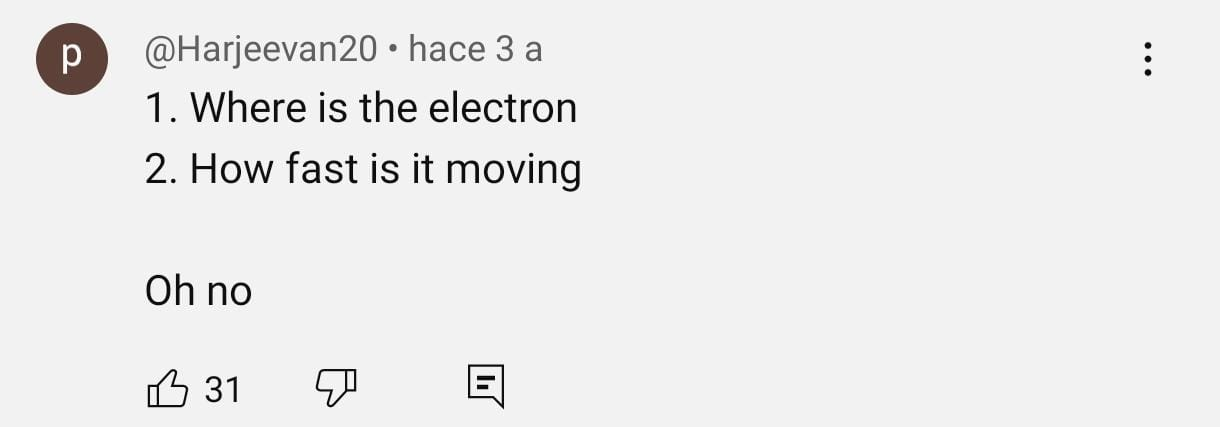 p
@Harjeevan20 • hace 3 a
1. Where is the electron
2. How fast is it moving
Oh no
31